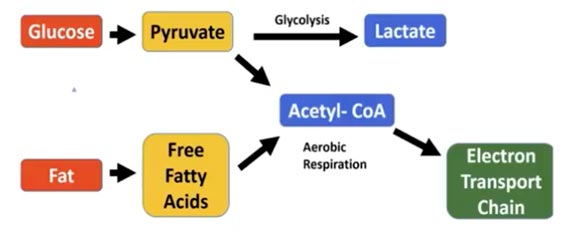 Glucose
Pyruvate
Glycolysis
Lactate
Acetyl- CoA
Aerobic
Respiration
Fat
Free
Fatty
Acids
Electron
Transport
Chain